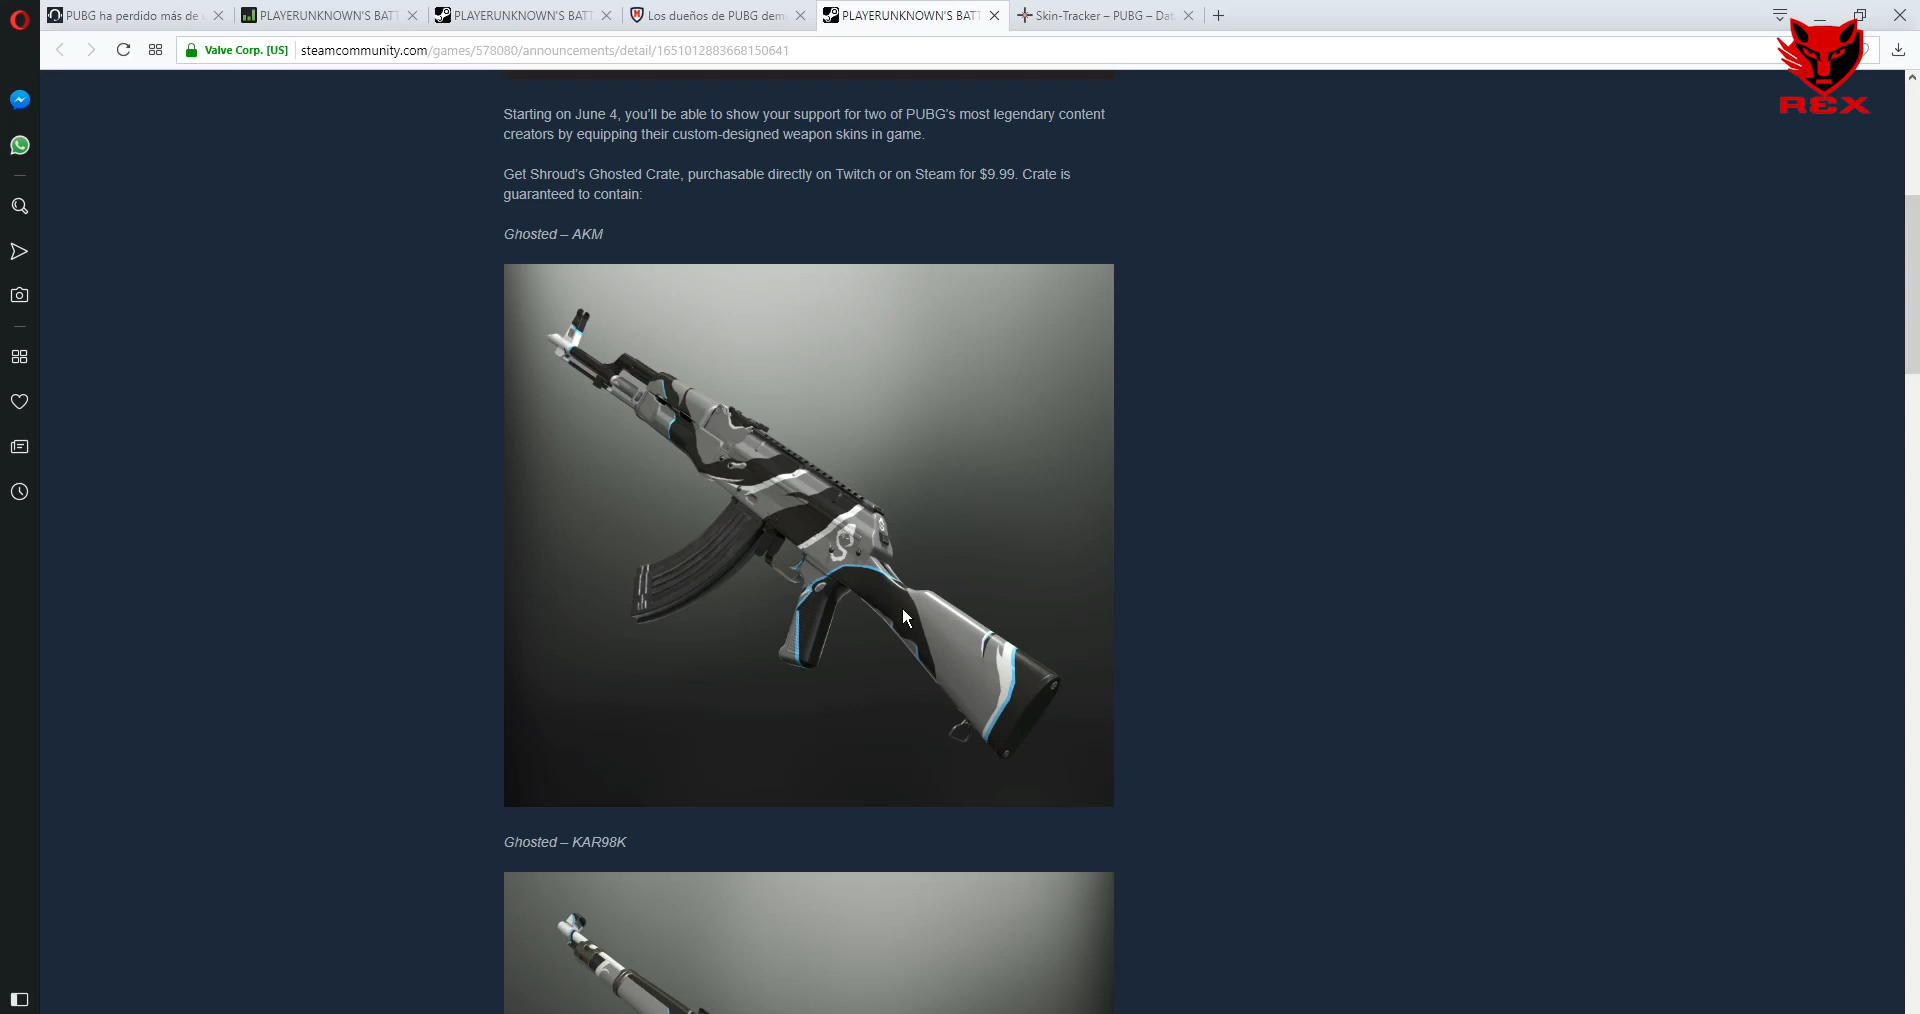 PUBG ha perdido más de
PLAYERUNKNOWN'S BATT
PLAYERUNKNOWN'S BATT
Los dueños de PUBG dem
PLAYERUNKNOWN'S BATT
Skin-Tracker – PUBG – Dat
Valve Corp. [US]
steamcommunity.com/games/578080/announcements/detail/1651012883668150641
REX
Starting on June 4, you'll be able to show your support for two of PUBG's most legendary content
creators by equipping their custom-designed weapon skins in game.
Get Shroud's Ghosted Crate, purchasable directly on Twitch or on Steam for $9.99. Crate is
guaranteed to contain:
Ghosted – AKM
Ghosted – KAR98K